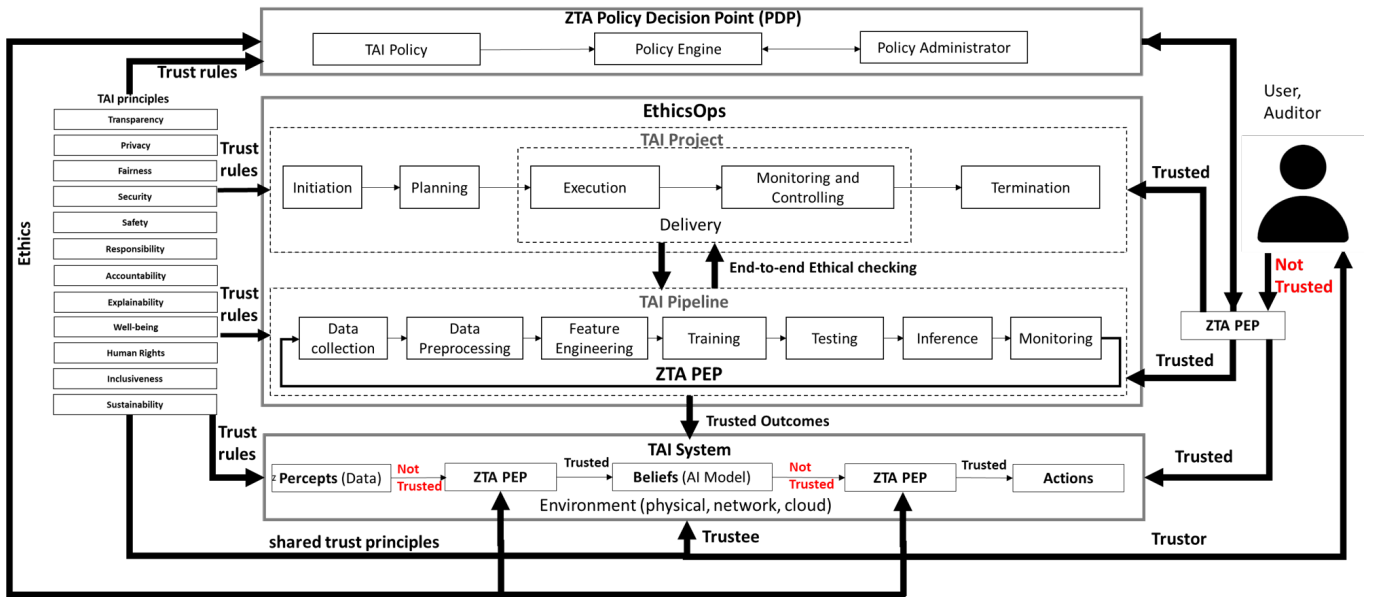 ZTA Policy Decision Point (PDP)
TAI Policy
Policy Engine
Policy Administrator
Trust rules
TAI principles
Transparency
Privacy
Fairness
Security
Safety
Responsibility
Accountability
Explainability
Well-being
Human Rights
Inclusiveness
Sustainability
Ethics
Trust
rules
Trust
rules
Trust
rules
EthicsOps
TAI Project
Initiation
Planning
Execution
Monitoring and
Controlling
Termination
Delivery
End-to-end Ethical checking
TAI Pipeline
Data
collection
Data
Preprocessing
Feature
Engineering
Training
Testing
Inference
Monitoring
ZTA PEP
Trusted Outcomes
TAI System
z Percepts (Data)
Not
Trusted
ZTA PEP
Trusted
Beliefs (AI Model)
Not
Trusted
ZTA PEP
Trusted
Actions
Environment (physical, network, cloud)
shared trust principles
Trustee
Trustor
User,
Auditor
Trusted
Not
Trusted
ZTA PEP
Trusted
Trusted